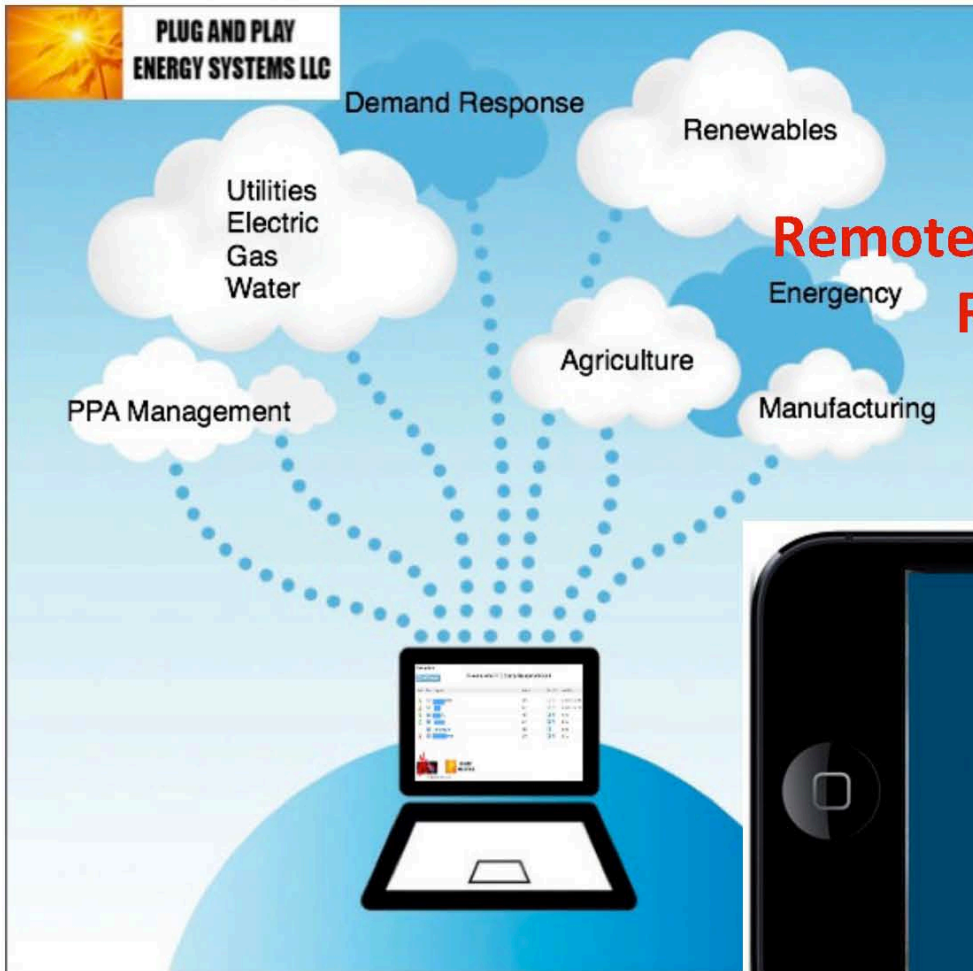 PLUG AND PLAY
ENERGY SYSTEMS LLC
Demand Response
Renewables
Utilities
Electric
Gas
Water
Remote
Energency
Agriculture
PPA Management
Manufacturing